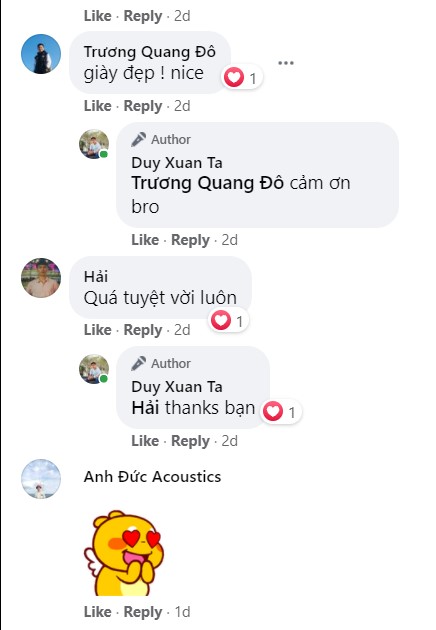 Like · Reply · 2d
Trương Quang Đô
giày đẹp ! nice
1
Like · Reply · 2d
Author
Duy Xuan Ta
Trương Quang Đô cảm ơn
bro
Like · Reply · 2d
Hải
Quá tuyệt vời luôn
1
Like · Reply · 2d
Author
Duy Xuan Ta
Hải thanks bạn
1
Like · Reply · 2d
Anh Đức Acoustics
Like · Reply · 1d